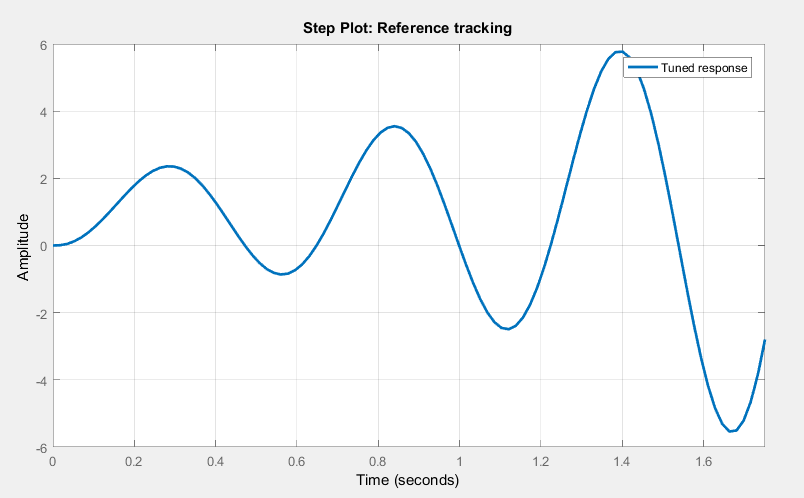 Step Plot: Reference tracking
Tuned response
Amplitude
6
4
2
0
-2
-4
-6
0 0.2 0.4 0.6 0.8 1 1.2 1.4 1.6
Time (seconds)